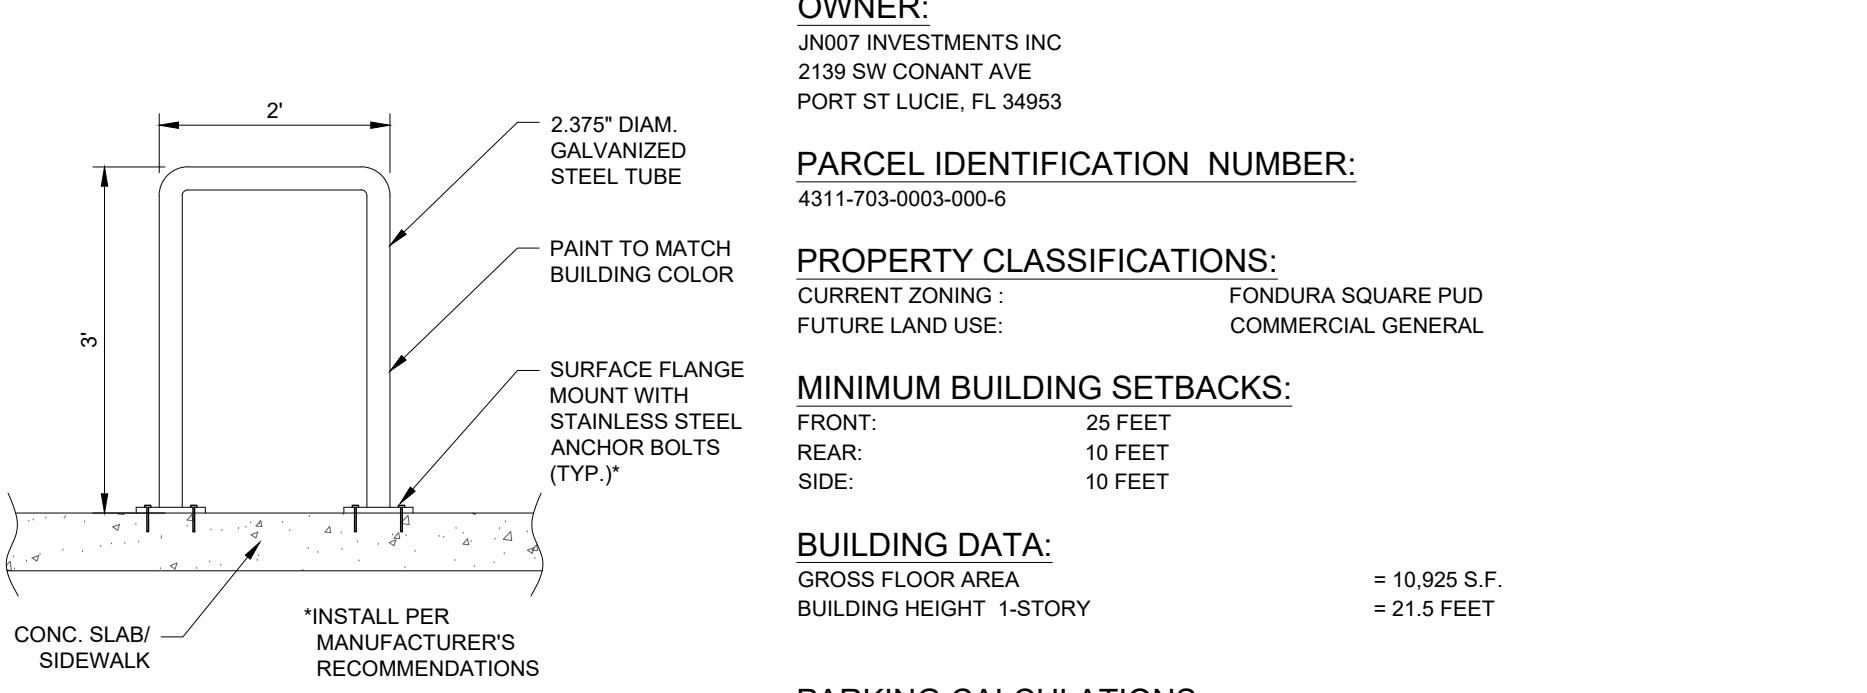 2'
3'
2.375" DIAM.
GALVANIZED
STEEL TUBE
PAINT TO MATCH
BUILDING COLOR
SURFACE FLANGE
MOUNT WITH
STAINLESS STEEL
ANCHOR BOLTS
(TYP.)*
CONC. SLAB/
SIDEWALK
*INSTALL PER
MANUFACTURER'S
RECOMMENDATIONS
OWNER:
JN007 INVESTMENTS INC
2139 SW CONANT AVE
PORT ST LUCIE, FL 34953
PARCEL IDENTIFICATION NUMBER:
4311-703-0003-000-6
PROPERTY CLASSIFICATIONS:
CURRENT ZONING : FONDURA SQUARE PUD
FUTURE LAND USE: COMMERCIAL GENERAL
MINIMUM BUILDING SETBACKS:
FRONT: 25 FEET
REAR: 10 FEET
SIDE: 10 FEET
BUILDING DATA:
GROSS FLOOR AREA = 10,925 S.F.
BUILDING HEIGHT 1-STORY = 21.5 FEET
PARKING CALCULATIONS